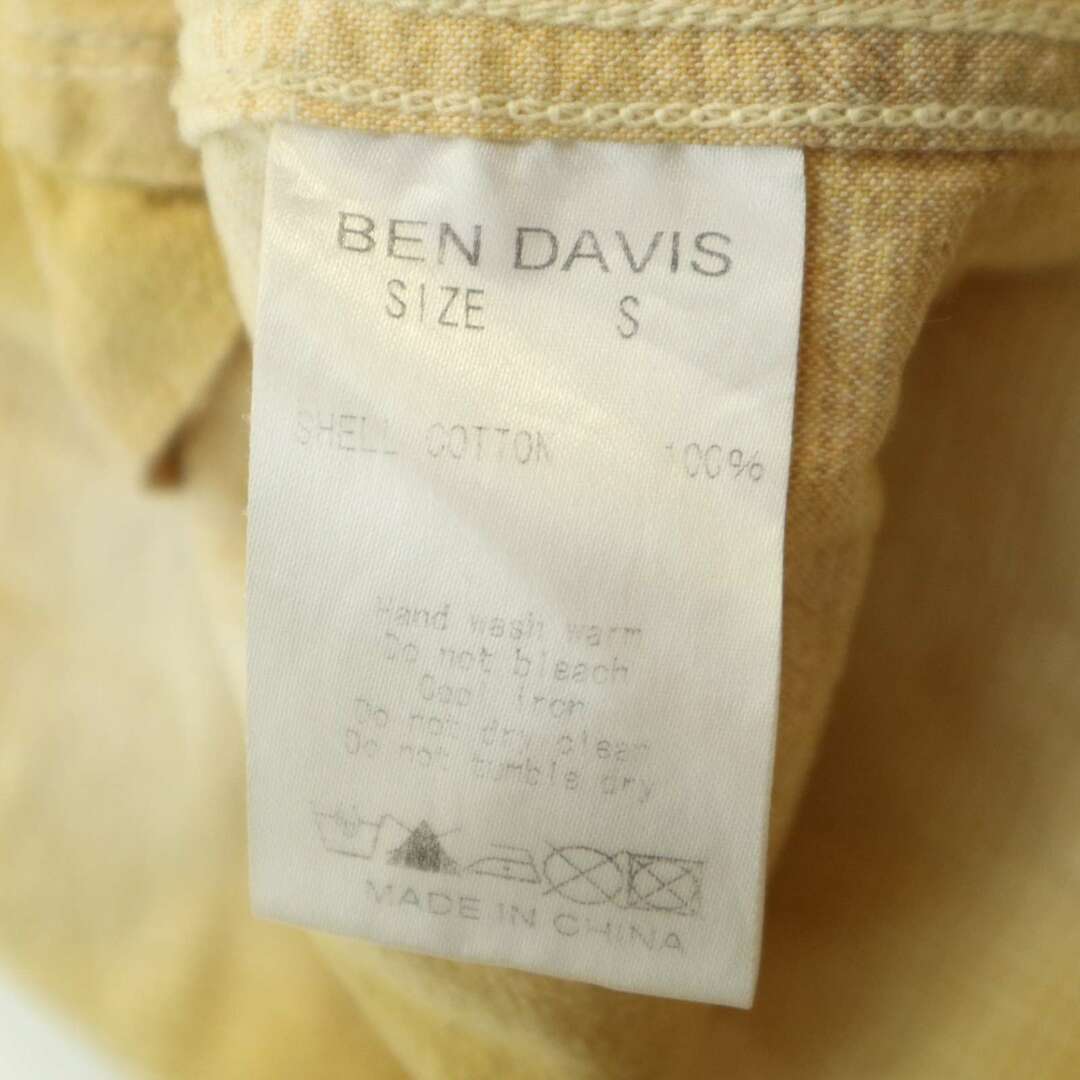 BEN DAVIS
SIZE S
SHELL COTTON 100%
Hand wash warm
Do not bleach
Cool iron
Do not dry clean
Do not tumble dry
MADE IN CHINA